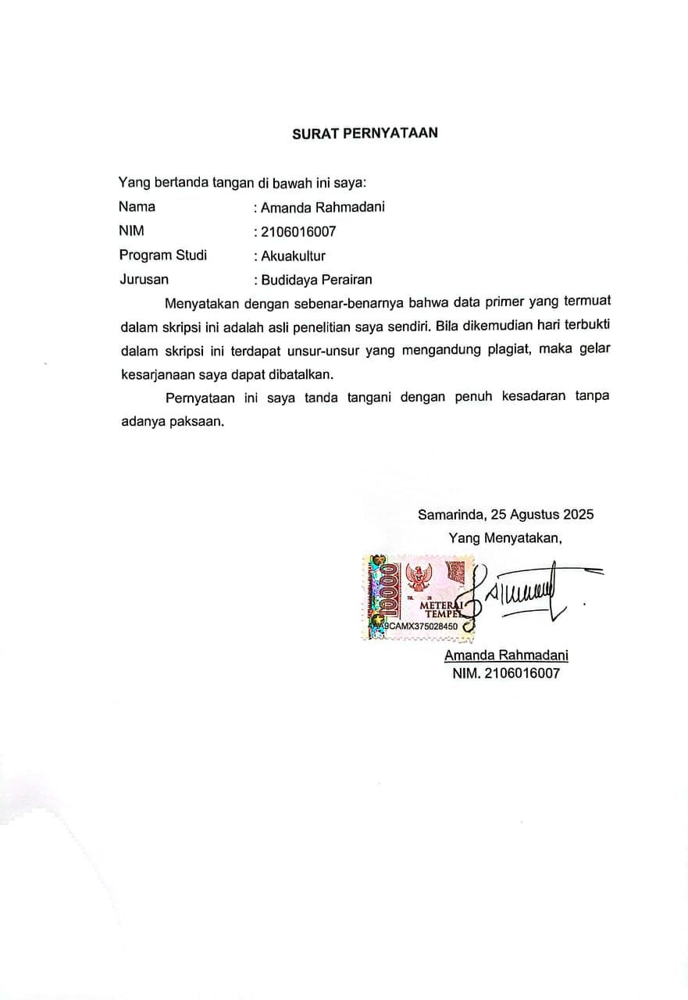 SURAT PERNYATAAN
Yang bertanda tangan di bawah ini saya:
Nama : Amanda Rahmadani
NIM : 2106016007
Program Studi : Akuakultur
Jurusan : Budidaya Perairan
Menyatakan dengan sebenar-benarnya bahwa data primer yang termuat
dalam skripsi ini adalah asli penelitian saya sendiri. Bila dikemudian hari terbukti
dalam skripsi ini terdapat unsur-unsur yang mengandung plagiat, maka gelar
kesarjanaan saya dapat dibatalkan.
Pernyataan ini saya tanda tangani dengan penuh kesadaran tanpa
adanya paksaan.
Samarinda, 25 Agustus 2025
Yang Menyatakan,
10000
METERAI
TEMPEL
9CAMX375028450
Amanda Rahmadani
NIM. 2106016007